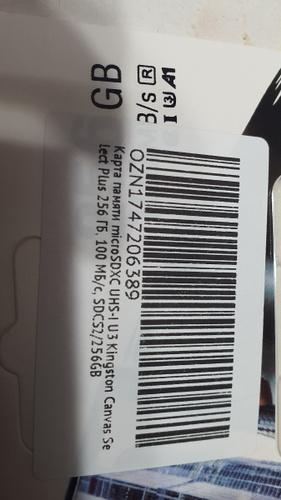 GB
B/s R
I 3 A1
OZN1747206389
Карта памяти microSDXC UHS-I U3 Kingston Canvas Se
lect Plus 256 ГБ, 100 МБ/с, SDCS2/256GB